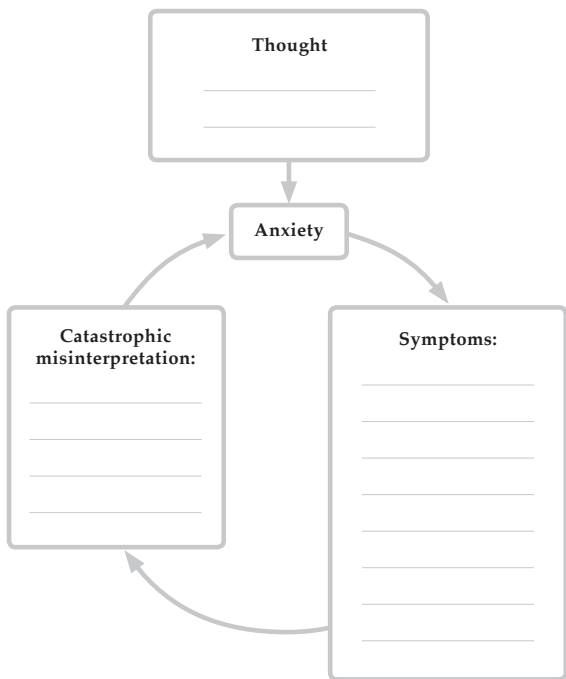 Thought
Anxiety
Catastrophic
misinterpretation:
Symptoms: